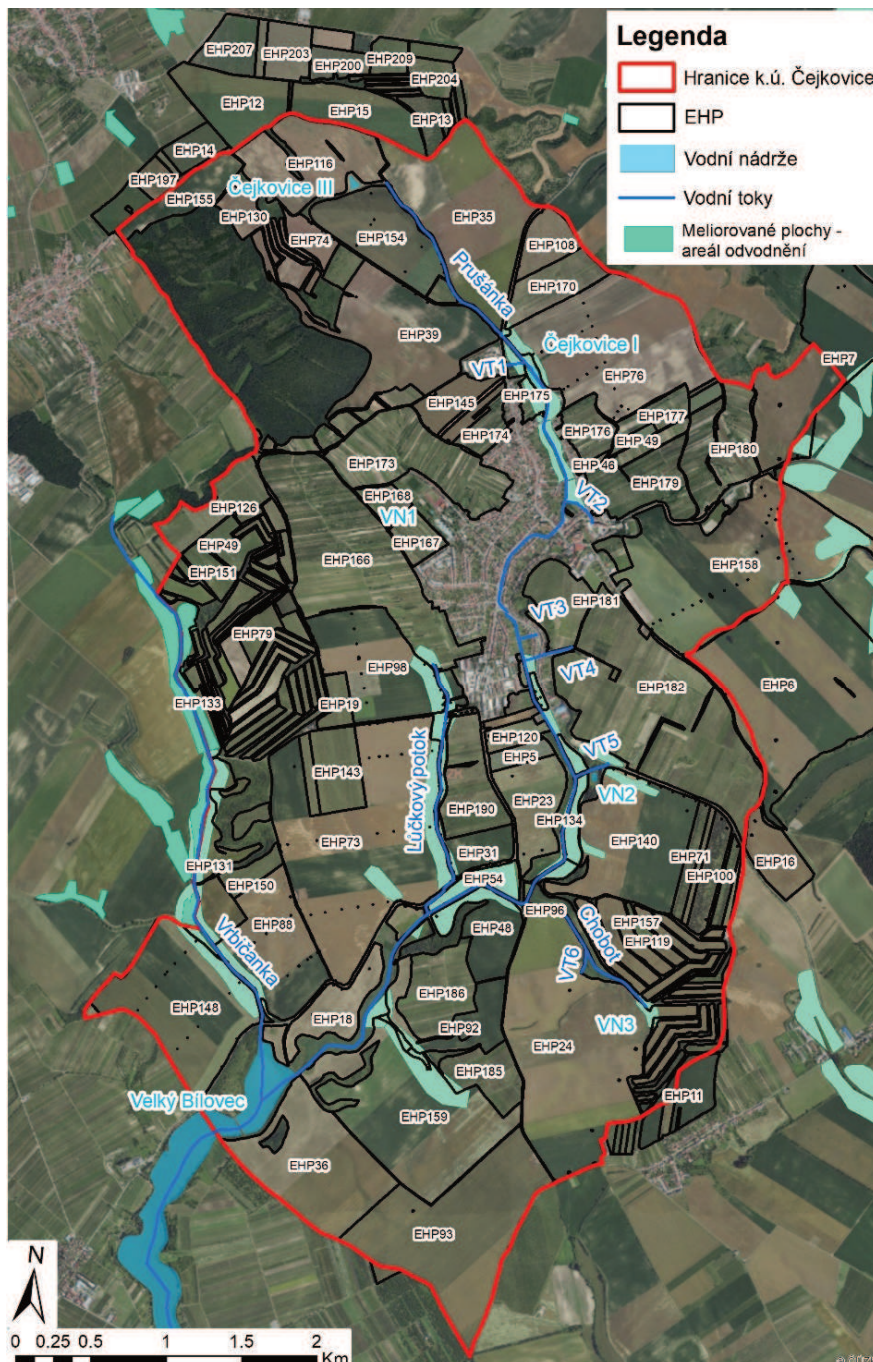 Legenda
Hranice k.ú. Čejkovice
EHP
Vodní nádrže
Vodní toky
Meliorované plochy -
areál odvodnění
EHP207
EHP203
EHP200
EHP209
EHP204
EHP12
EHP15
EHP13
EHP14
EHP116
EHP197
EHP155
Čejkovice III
EHP130
EHP35
EHP74
EHP154
EHP108
Prušánka
EHP170
EHP39
Čejkovice I
VT1
EHP76
EHP7
EHP175
EHP145
EHP177
EHP174
EHP176
EHP49
EHP180
EHP173
EHP46
EHP179
EHP168
VT2
EHP126
VN1
EHP49
EHP167
EHP166
EHP151
EHP158
EHP181
VT3
EHP79
VT4
EHP98
EHP6
EHP182
EHP133
EHP19
EHP120
Lůčkový potok
EHP5
VT5
EHP143
VN2
EHP190
EHP23
EHP134
EHP73
EHP140
EHP31
EHP71
EHP16
EHP131
EHP54
EHP100
EHP150
EHP96
Chobot
EHP157
EHP88
EHP48
EHP119
Vrbičanka
VT6
EHP186
EHP148
EHP18
VN3
EHP92
EHP24
EHP185
EHP11
Velký Bílovec
EHP159
EHP36
EHP93
N
0 0.25 0.5 1 1.5 2
Km